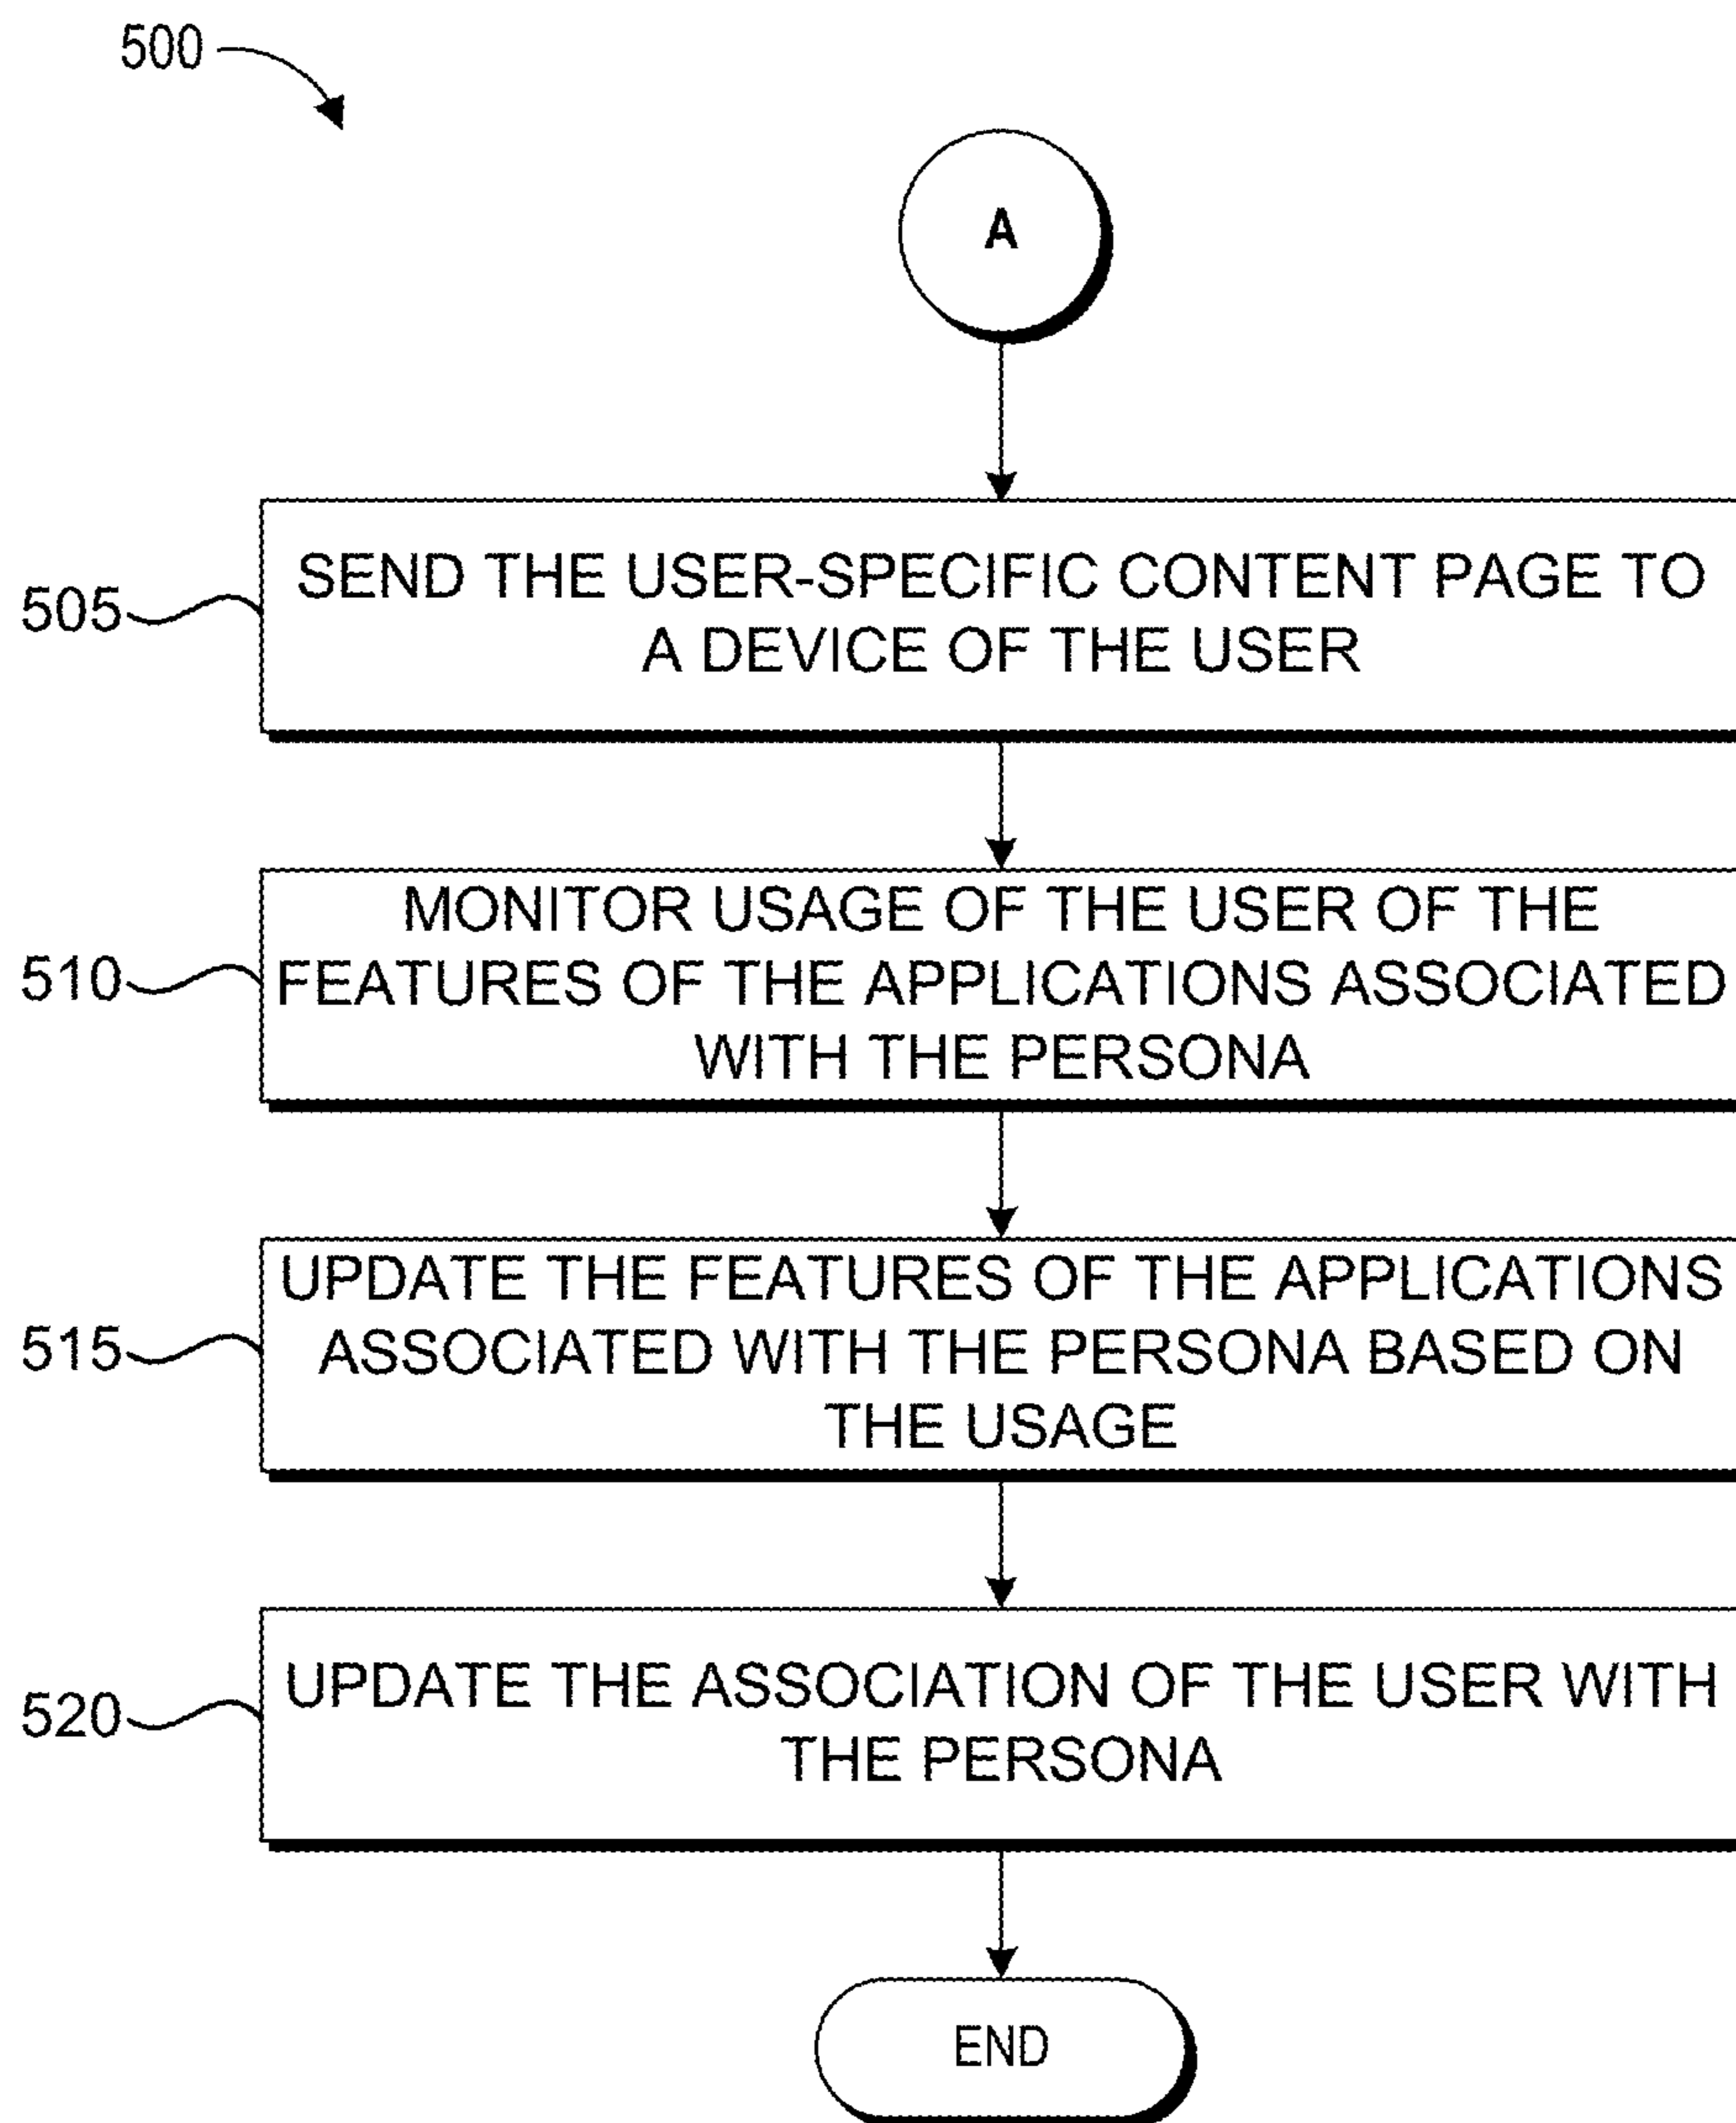 500
A
505
SEND THE USER-SPECIFIC CONTENT PAGE TO
A DEVICE OF THE USER
510
MONITOR USAGE OF THE USER OF THE
FEATURES OF THE APPLICATIONS ASSOCIATED
WITH THE PERSONA
515
UPDATE THE FEATURES OF THE APPLICATIONS
ASSOCIATED WITH THE PERSONA BASED ON
THE USAGE
520
UPDATE THE ASSOCIATION OF THE USER WITH
THE PERSONA
END